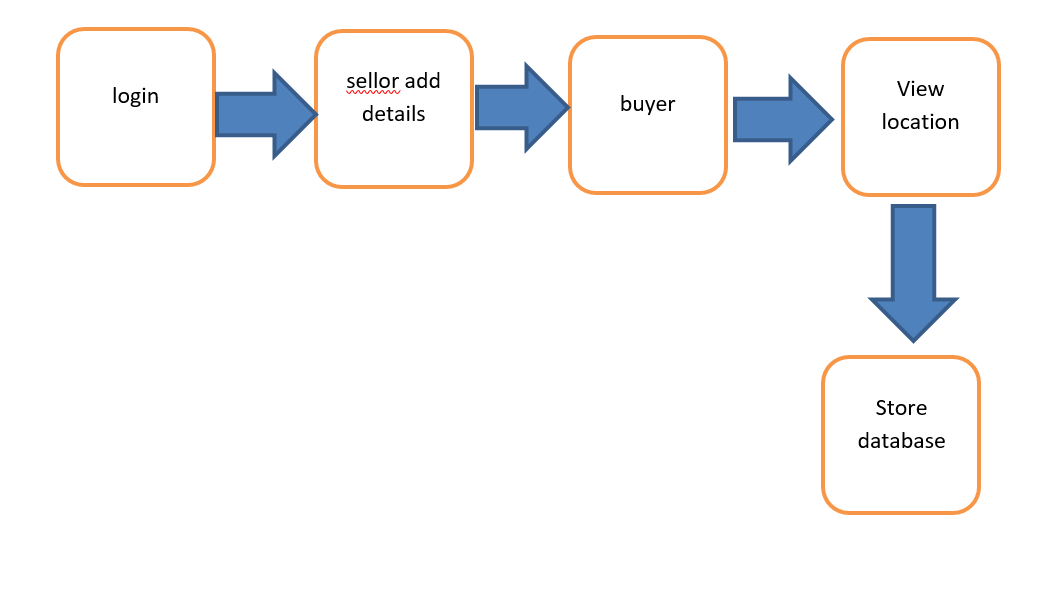 login
sellor add
details
buyer
View
location
Store
database